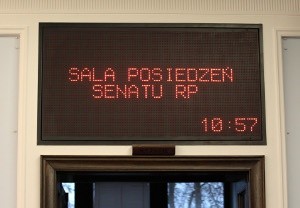 SALA POSIEDZEŃ
SENATU RP
10:57